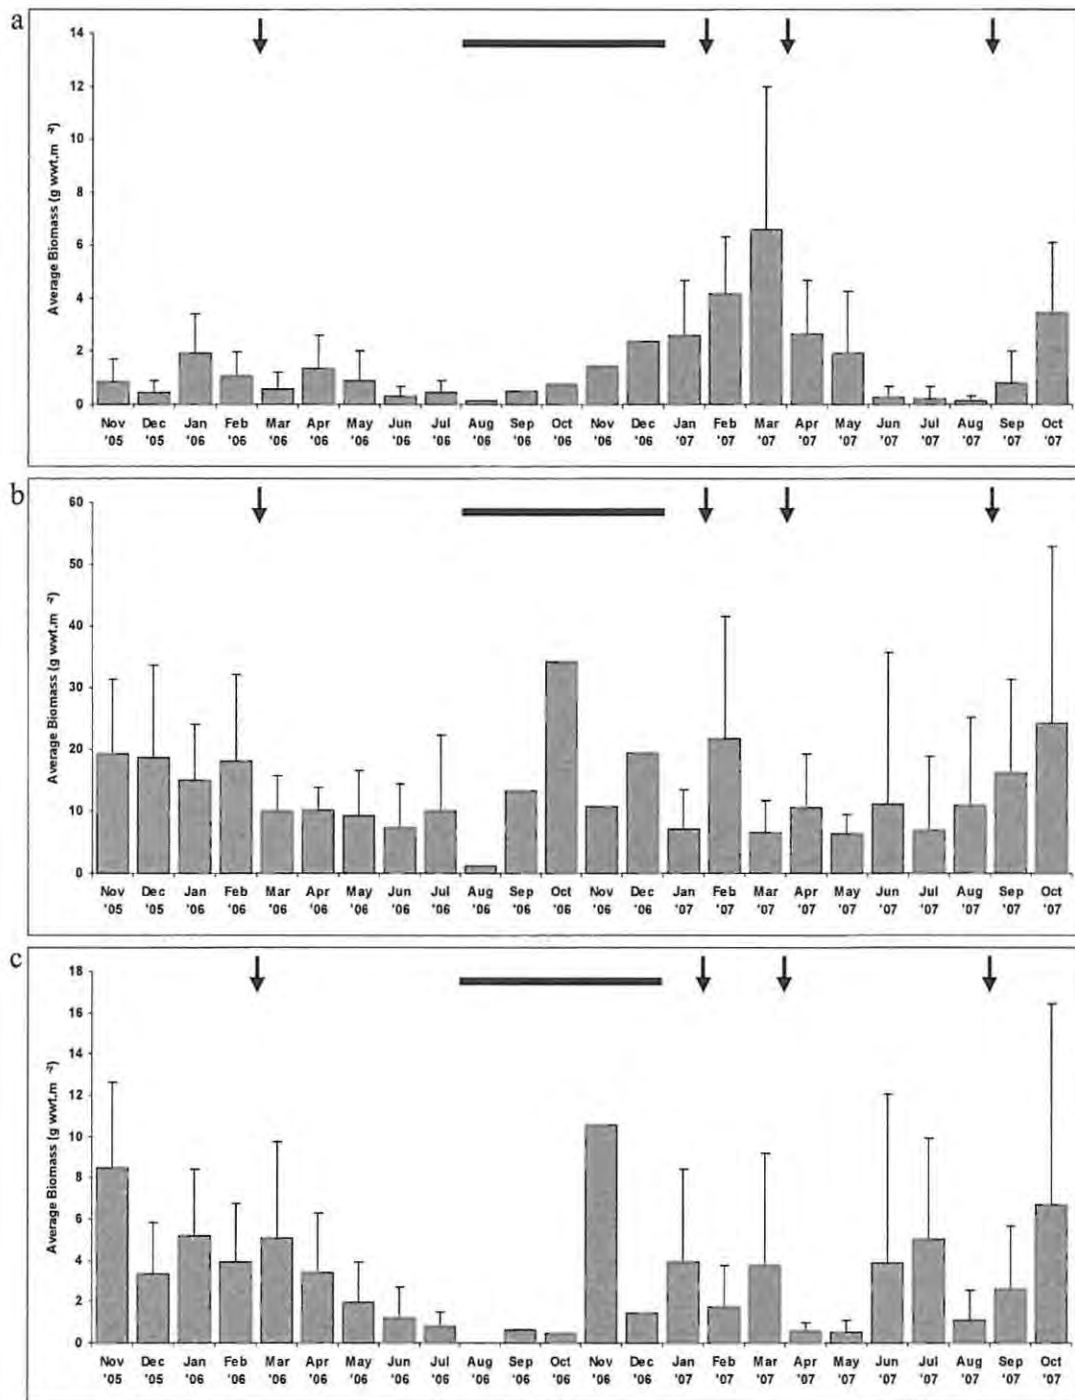 a
Average Biomass (g wwt.m⁻²)
14
12
10
8
6
4
2
0
Nov Dec Jan Feb Mar Apr May Jun Jul Aug Sep Oct Nov Dec Jan Feb Mar Apr May Jun Jul Aug Sep Oct
'05 '05 '06 '06 '06 '06 '06 '06 '06 '06 '06 '06 '06 '06 '07 '07 '07 '07 '07 '07 '07 '07 '07 '07
b
Average Biomass (g wwt.m⁻²)
60
50
40
30
20
10
0
Nov Dec Jan Feb Mar Apr May Jun Jul Aug Sep Oct Nov Dec Jan Feb Mar Apr May Jun Jul Aug Sep Oct
'05 '05 '06 '06 '06 '06 '06 '06 '06 '06 '06 '06 '06 '06 '07 '07 '07 '07 '07 '07 '07 '07 '07 '07
c
Average Biomass (g wwt.m⁻²)
18
16
14
12
10
8
6
4
2
0
Nov Dec Jan Feb Mar Apr May Jun Jul Aug Sep Oct Nov Dec Jan Feb Mar Apr May Jun Jul Aug Sep Oct
'05 '05 '06 '06 '06 '06 '06 '06 '06 '06 '06 '06 '06 '06 '07 '07 '07 '07 '07 '07 '07 '07 '07 '07